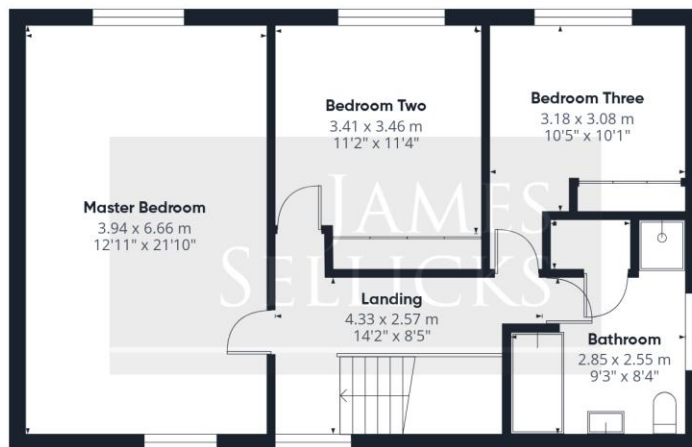 Bedroom Two
3.41 x 3.46 m
11'2" x 11'4"
Bedroom Three
3.18 x 3.08 m
10'5" x 10'1"
Master Bedroom
3.94 x 6.66 m
12'11" x 21'10"
JAMES
SELLICKS
Landing
4.33 x 2.57 m
14'2" x 8'5"
Bathroom
2.85 x 2.55 m
9'3" x 8'4"